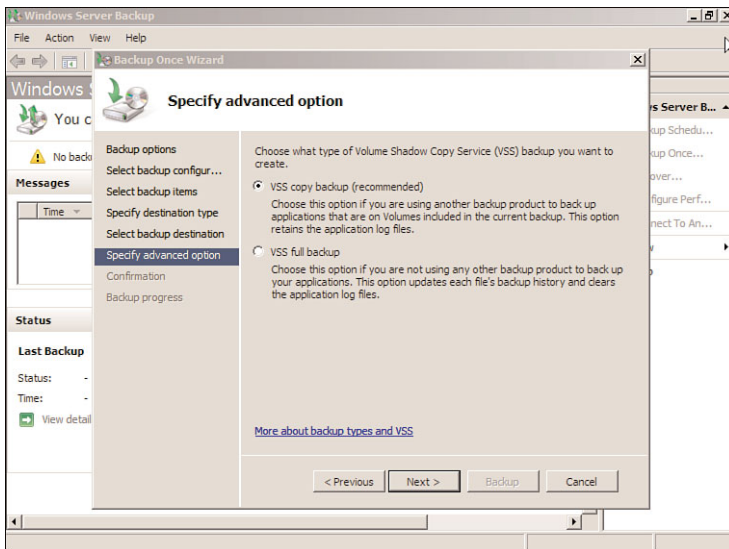 Windows Server Backup
File Action View Help
Backup Once Wizard
Windows
Specify advanced option
You c
No back
Messages
Time
Status
Last Backup
Status: -
Time: -
View detail
Backup options
Select backup configur...
Select backup items
Specify destination type
Select backup destination
Specify advanced option
Confirmation
Backup progress
Choose what type of Volume Shadow Copy Service (VSS) backup you want to
create.
VSS copy backup (recommended)
Choose this option if you are using another backup product to back up
applications that are on Volumes included in the current backup. This option
retains the application log files.
VSS full backup
Choose this option if you are not using any other backup product to back up
your applications. This option updates each file's backup history and clears
the application log files.
More about backup types and VSS
< Previous Next > Backup Cancel
s Server B...
kup Schedu...
kup Once...
over...
figure Perf...
nect To An...